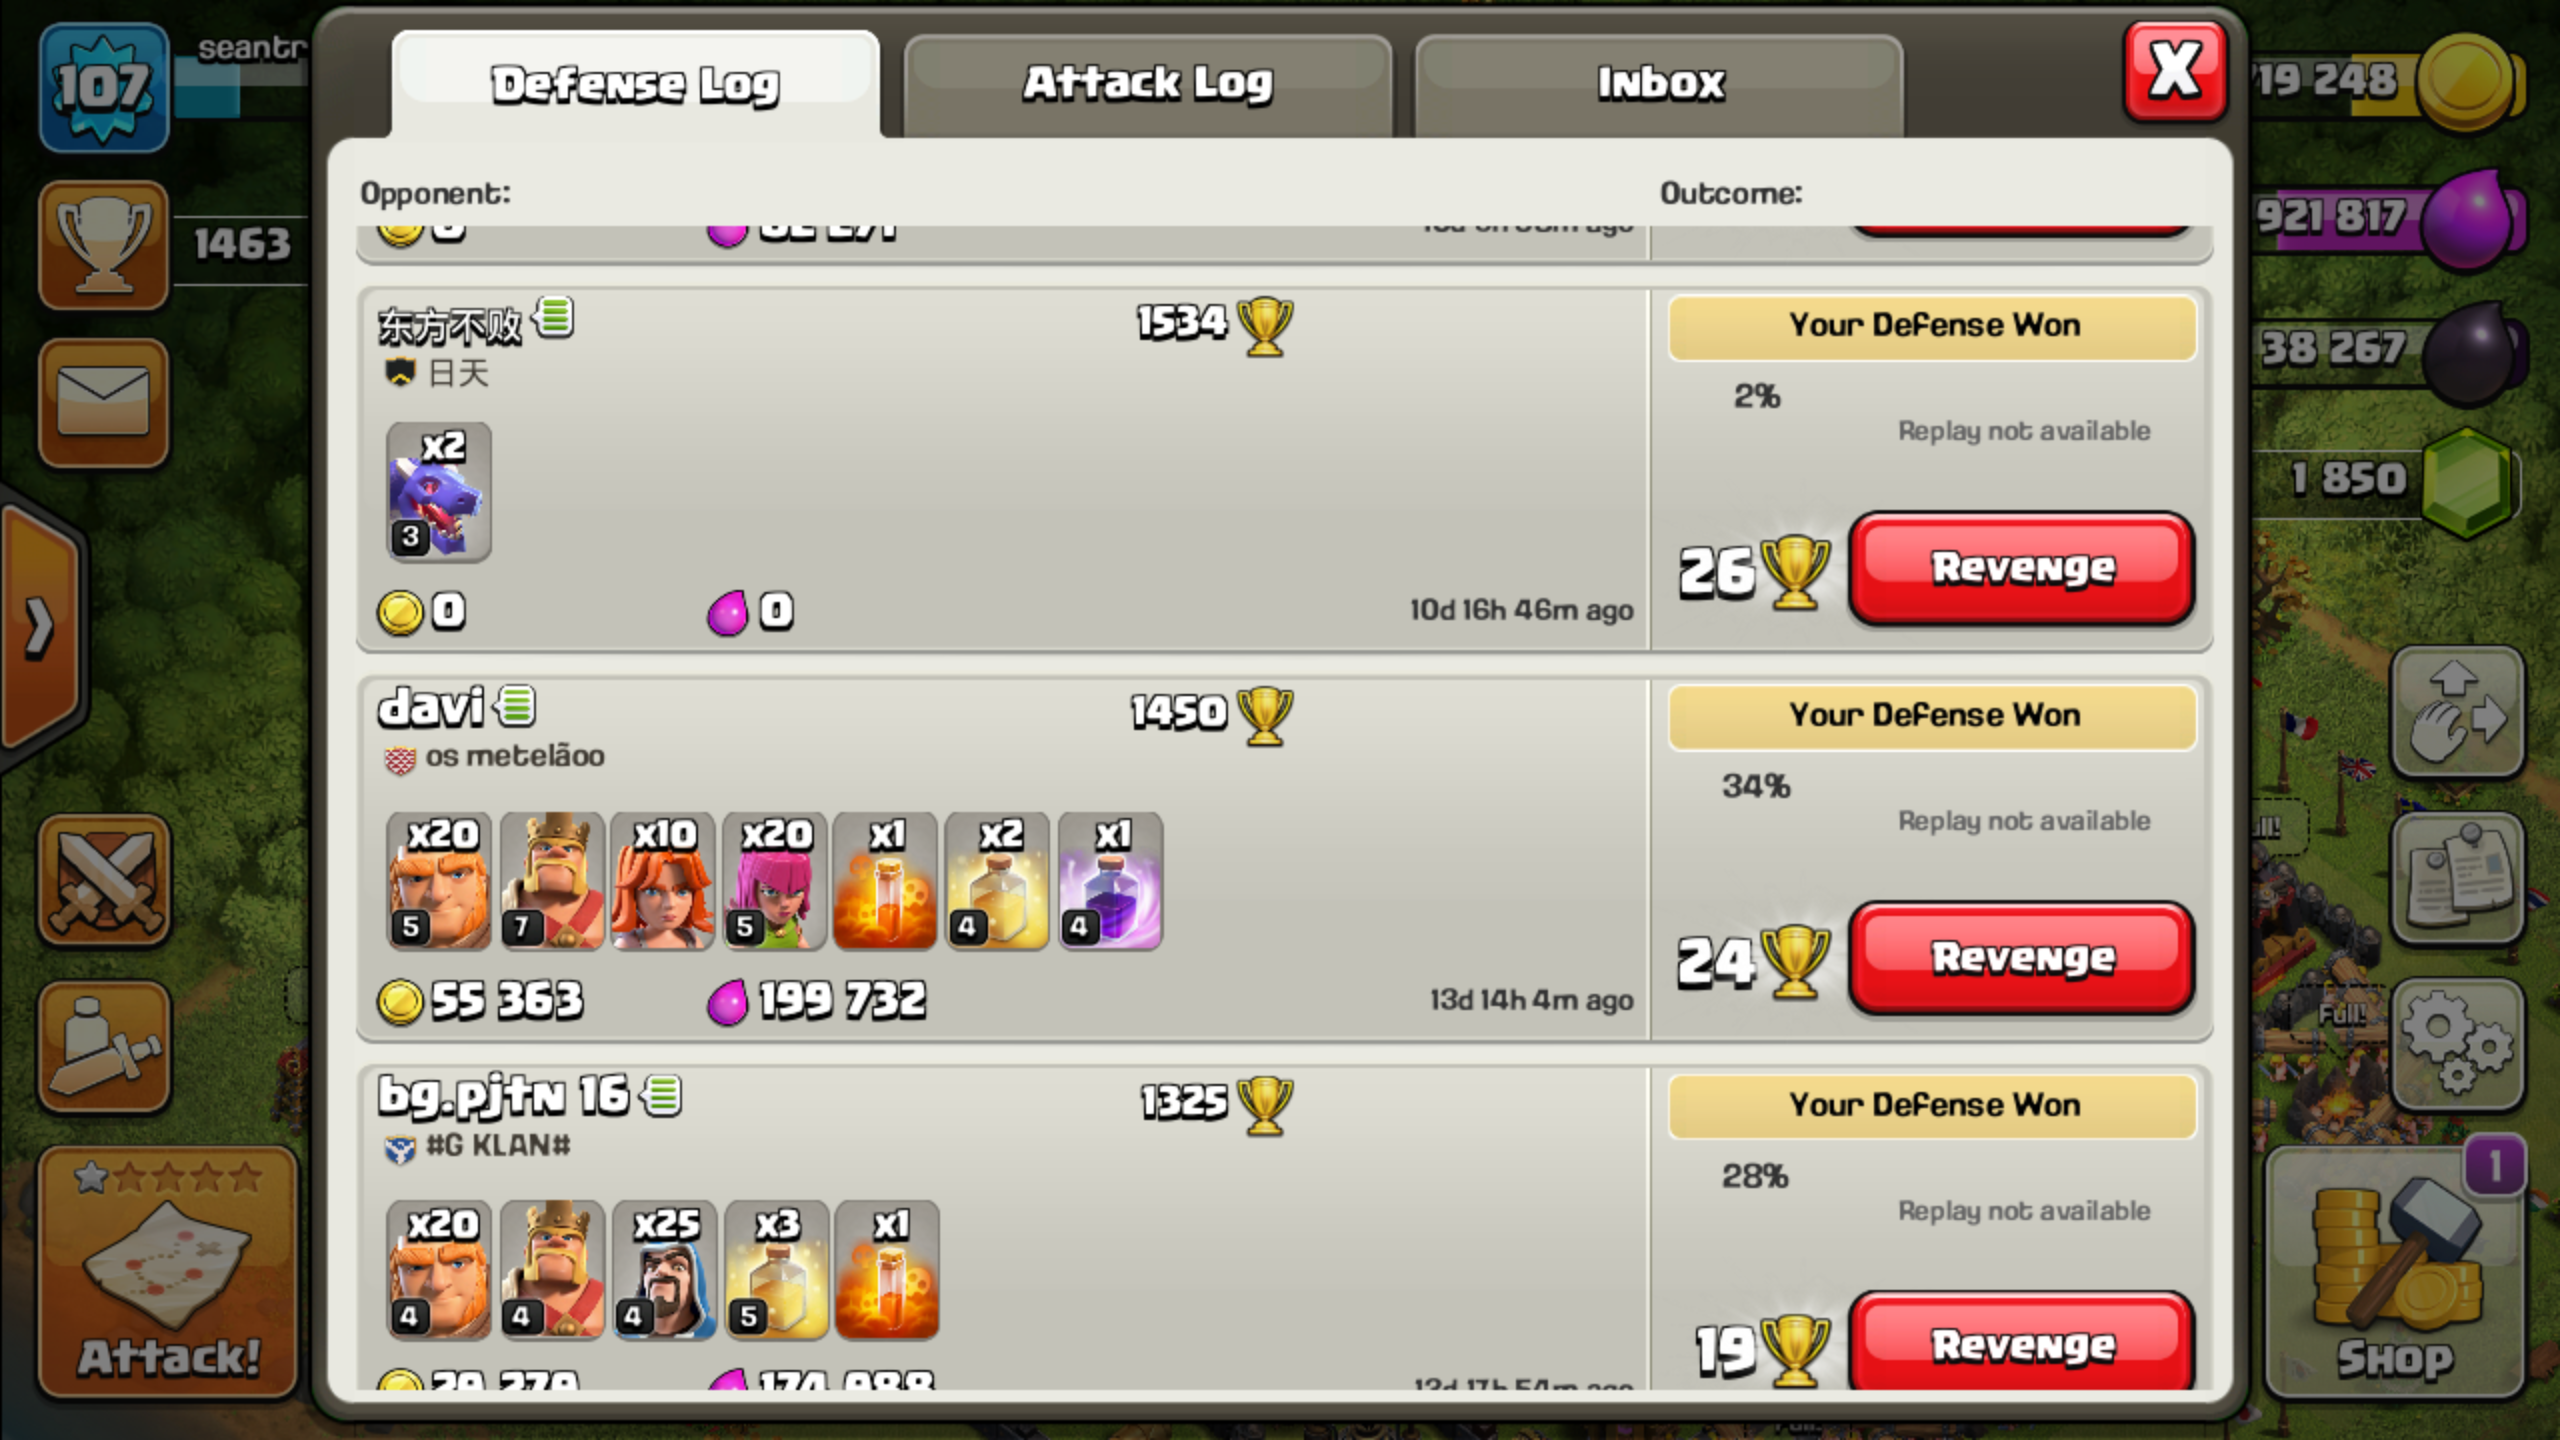 107
seantr
Defense Log
Attack Log
Inbox
X
19 248
1463
921 817
38 267
1 850
Opponent:
Outcome:
东方不败
1534
Your Defense Won
日天
2%
Replay not available
x2
3
26
Revenge
0
0
10d 16h 46m ago
davi
1450
Your Defense Won
os metelãoo
34%
Replay not available
x20
x10
x20
x1
x2
x1
5
7
5
4
4
24
Revenge
55 363
199 732
13d 14h 4m ago
bg.pjtn 16
1325
Your Defense Won
#G KLAN#
28%
Replay not available
x20
x25
x3
x1
4
4
4
5
19
Revenge
Attack!
Full!
1
Shop